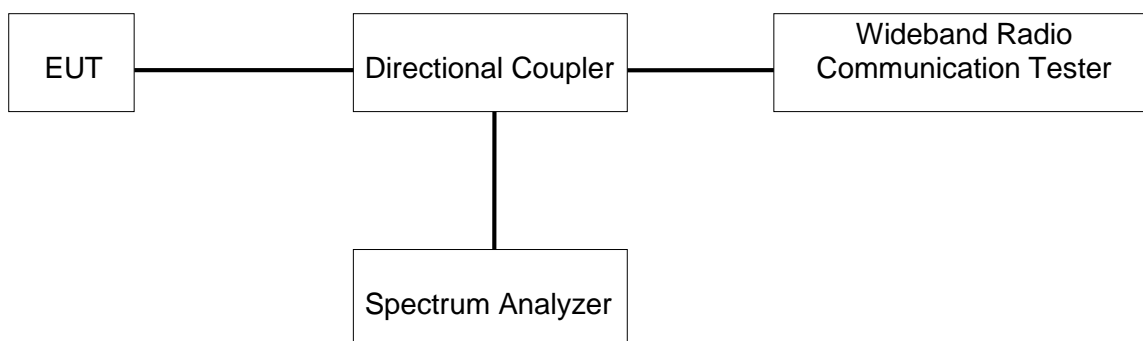 EUT
Directional Coupler
Wideband Radio
Communication Tester
Spectrum Analyzer